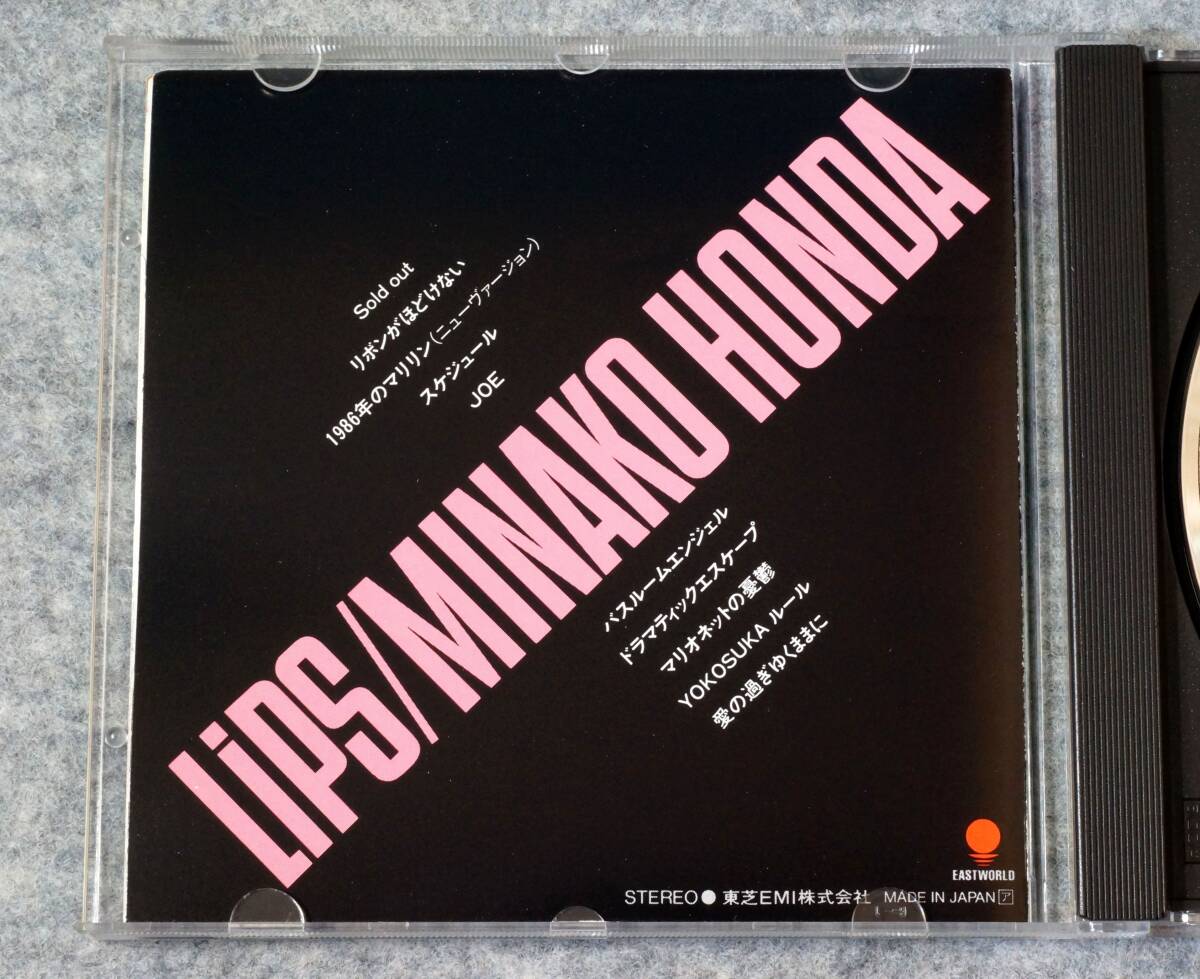 Sold out
リボンがほどけない
1986年のマリリン(ニューヴァージョン)
スケジュール
JOE
LiPS/MINAKO HONDA
バスルームエンジェル
ドラマティックエスケープ
マリオネットの憂鬱
YOKOSUKA ルール
愛の過ぎゆくままに
EASTWORLD
STEREO● 東芝EMI株式会社 MADE IN JAPAN ア